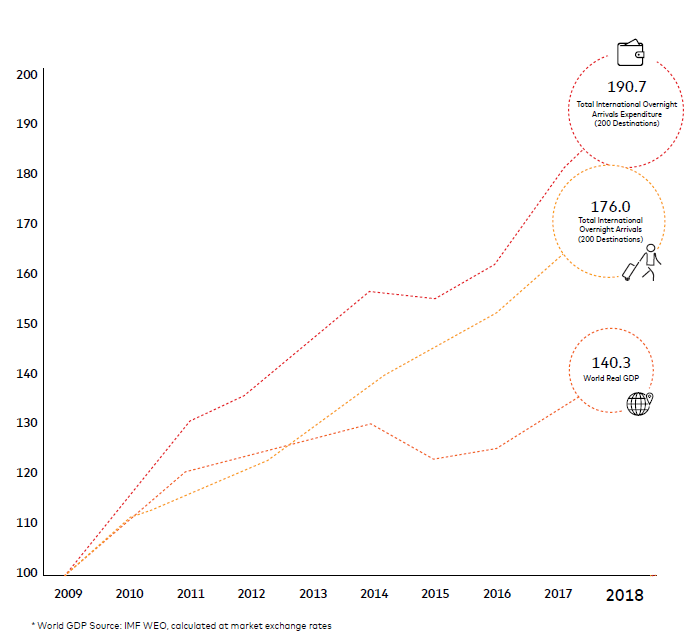 200
190.7
Total International Overnight
Arrivals Expenditure
(200 Destinations)
190
180
176.0
Total International
Overnight Arrivals
(200 Destinations)
170
160
150
140
140.3
World Real GDP
130
120
110
100
2009 2010 2011 2012 2013 2014 2015 2016 2017 2018
* World GDP Source: IMF WEO, calculated at market exchange rates